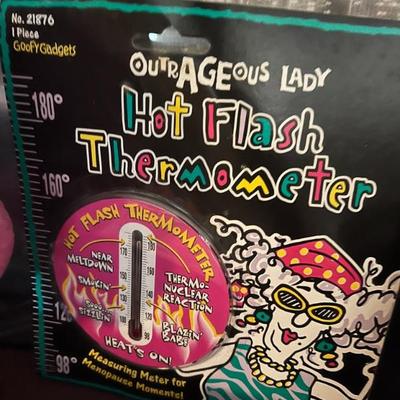 No. 21876
1 Piece
GOOFYGADGETS
OUTRAGEOUS LADY
Hot Flash
Thermometer
180°
160°
98°
HOT FLASH THERMOMETER
NEAR
MELTDOWN
SMOKIN'
SIZZLIN'
THERMO-
NUCLEAR
REACTION
BLAZIN'
BABE
HEAT'S ON!
Measuring Meter for
Menopause Moments!